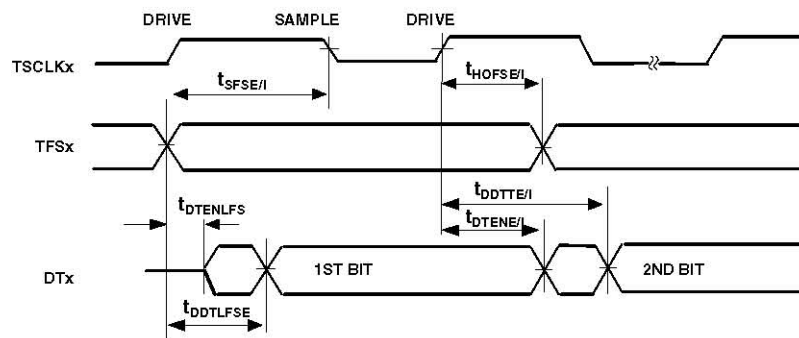 DRIVE SAMPLE DRIVE
TSCLKx
tSFSE/I
tHOFSE/I
TFSx
tDDTTE/I
tDTENLFS
tDTENE/I
DTx
1ST BIT
2ND BIT
tDDTLFSE